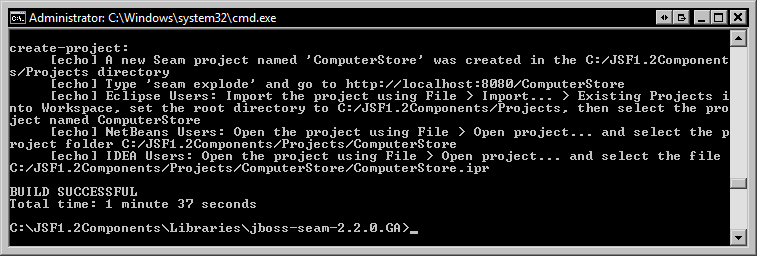 Administrator: C:\Windows\system32\cmd.exe
create-project:
[echo] A new Seam project named 'ComputerStore' was created in the C:/JSF1.2Component
s/Projects directory
[echo] Type 'seam explode' and go to http://localhost:8080/ComputerStore
[echo] Eclipse Users: Import the project using File > Import... > Existing Projects i
nto Workspace, set the root directory to C:/JSF1.2Components/Projects, then select the pro
ject named ComputerStore
[echo] NetBeans Users: Open the project using File > Open project... and select the p
roject folder C:/JSF1.2Components/Projects/ComputerStore
[echo] IDEA Users: Open the project using File > Open project... and select the file
C:/JSF1.2Components/Projects/ComputerStore/ComputerStore.ipr
BUILD SUCCESSFUL
Total time: 1 minute 37 seconds
C:\JSF1.2Components\Libraries\jboss-seam-2.2.0.GA>_